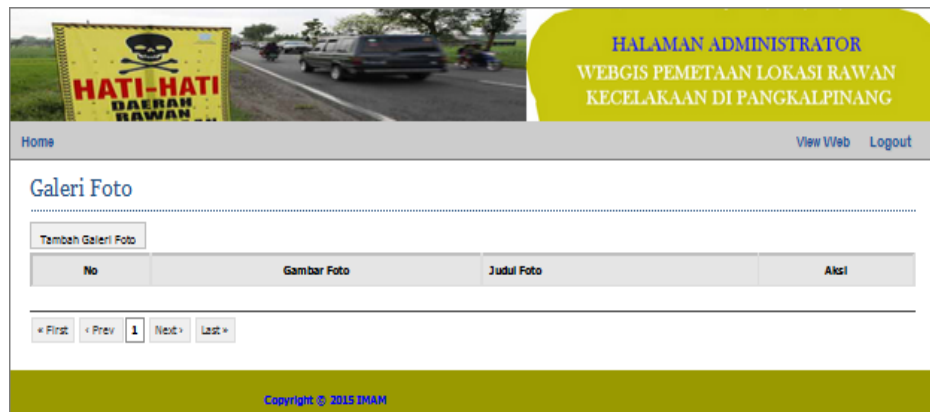 HATI-HATI
DAERAH
RAWAN
HALAMAN ADMINISTRATOR
WEBGIS PEMETAAN LOKASI RAWAN
KECELAKAAN DI PANGKALPINANG
Home View Web Logout
Galeri Foto
Tambah Galeri Foto
No Gambar Foto Judul Foto Aksi
« First ‹ Prev 1 Next › Last »
Copyright © 2015 IMAM